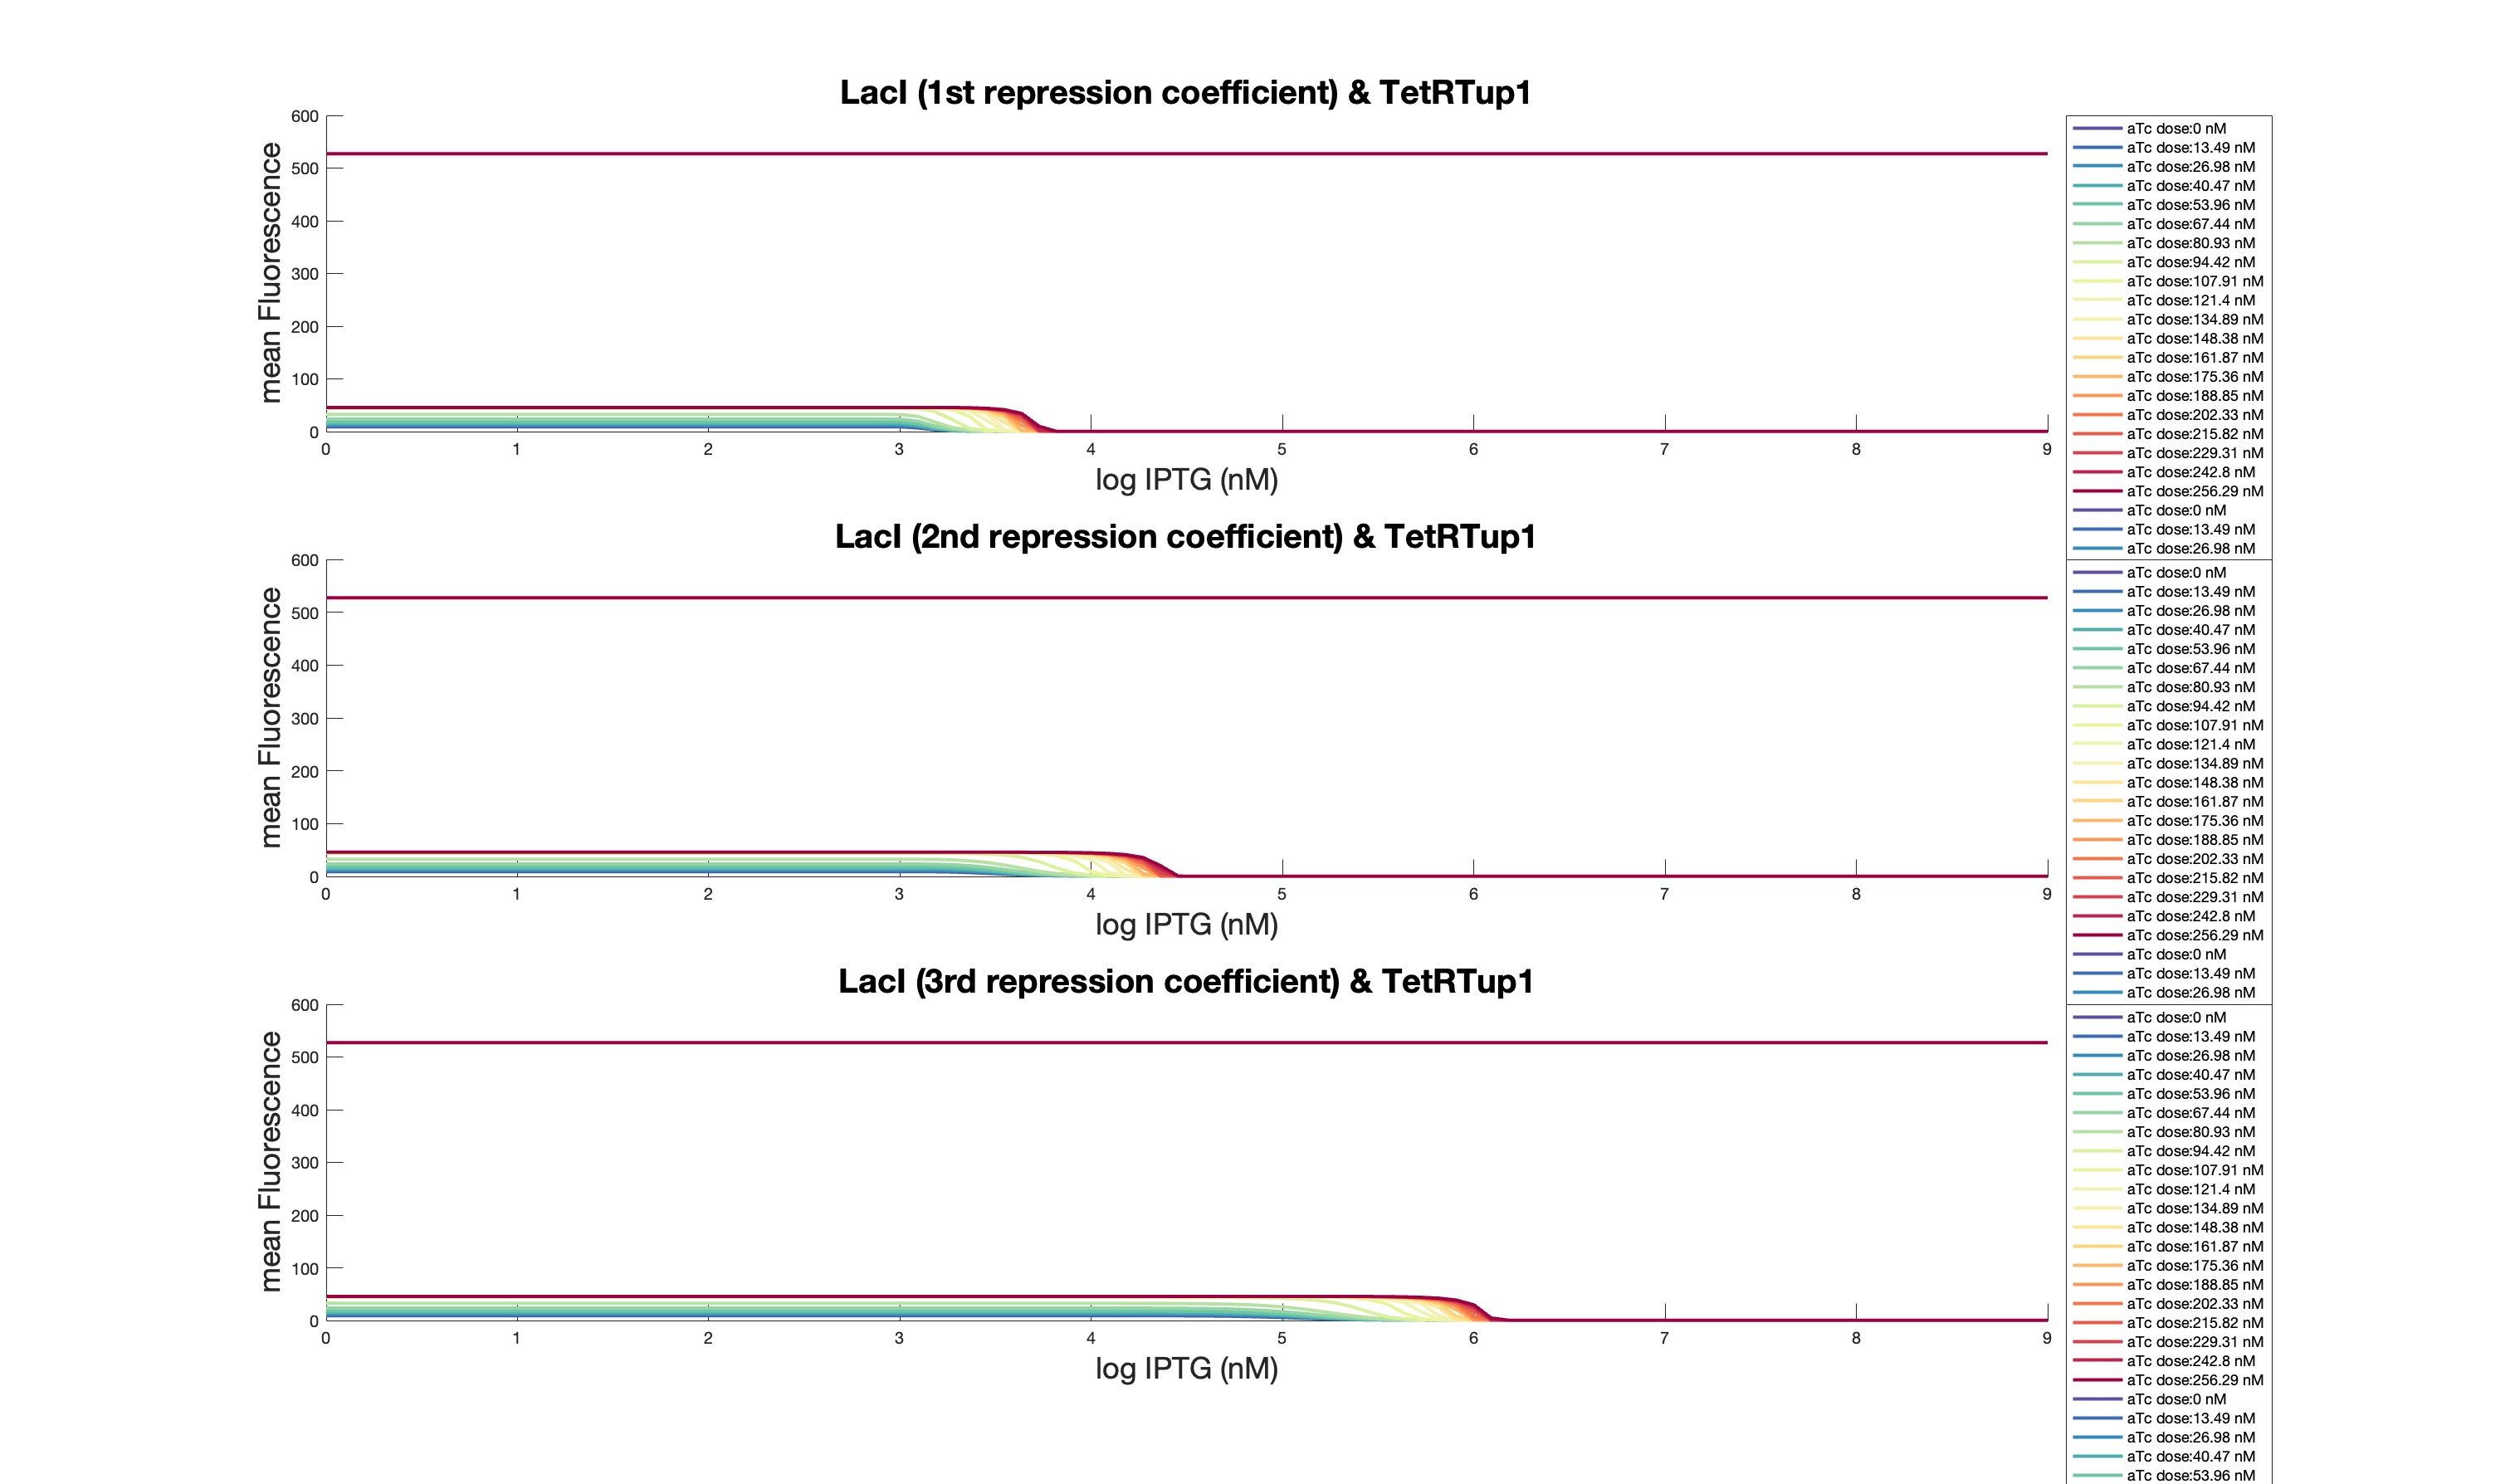 LacI (1st repression coefficient) & TetRTup1
600
500
400
300
200
100
0
mean Fluorescence
0 1 2 3 4 5 6 7 8 9
log IPTG (nM)
aTc dose:0 nM
aTc dose:13.49 nM
aTc dose:26.98 nM
aTc dose:40.47 nM
aTc dose:53.96 nM
aTc dose:67.44 nM
aTc dose:80.93 nM
aTc dose:94.42 nM
aTc dose:107.91 nM
aTc dose:121.4 nM
aTc dose:134.89 nM
aTc dose:148.38 nM
aTc dose:161.87 nM
aTc dose:175.36 nM
aTc dose:188.85 nM
aTc dose:202.33 nM
aTc dose:215.82 nM
aTc dose:229.31 nM
aTc dose:242.8 nM
aTc dose:256.29 nM
aTc dose:0 nM
aTc dose:13.49 nM
aTc dose:26.98 nM
LacI (2nd repression coefficient) & TetRTup1
600
500
400
300
200
100
0
mean Fluorescence
0 1 2 3 4 5 6 7 8 9
log IPTG (nM)
aTc dose:0 nM
aTc dose:13.49 nM
aTc dose:26.98 nM
aTc dose:40.47 nM
aTc dose:53.96 nM
aTc dose:67.44 nM
aTc dose:80.93 nM
aTc dose:94.42 nM
aTc dose:107.91 nM
aTc dose:121.4 nM
aTc dose:134.89 nM
aTc dose:148.38 nM
aTc dose:161.87 nM
aTc dose:175.36 nM
aTc dose:188.85 nM
aTc dose:202.33 nM
aTc dose:215.82 nM
aTc dose:229.31 nM
aTc dose:242.8 nM
aTc dose:256.29 nM
aTc dose:0 nM
aTc dose:13.49 nM
aTc dose:26.98 nM
LacI (3rd repression coefficient) & TetRTup1
600
500
400
300
200
100
0
mean Fluorescence
0 1 2 3 4 5 6 7 8 9
log IPTG (nM)
aTc dose:0 nM
aTc dose:13.49 nM
aTc dose:26.98 nM
aTc dose:40.47 nM
aTc dose:53.96 nM
aTc dose:67.44 nM
aTc dose:80.93 nM
aTc dose:94.42 nM
aTc dose:107.91 nM
aTc dose:121.4 nM
aTc dose:134.89 nM
aTc dose:148.38 nM
aTc dose:161.87 nM
aTc dose:175.36 nM
aTc dose:188.85 nM
aTc dose:202.33 nM
aTc dose:215.82 nM
aTc dose:229.31 nM
aTc dose:242.8 nM
aTc dose:256.29 nM
aTc dose:0 nM
aTc dose:13.49 nM
aTc dose:26.98 nM
aTc dose:40.47 nM
aTc dose:53.96 nM